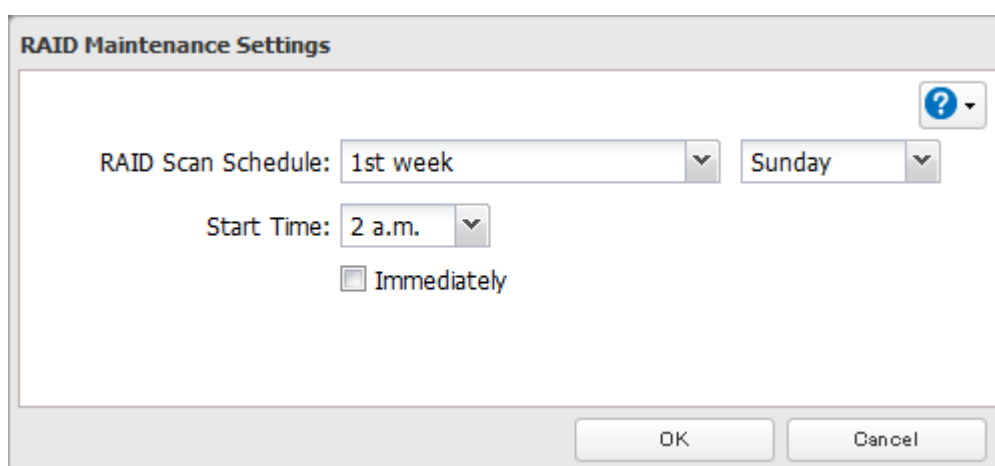 RAID Maintenance Settings
?
RAID Scan Schedule: 1st week Sunday
Start Time: 2 a.m.
Immediately
OK Cancel